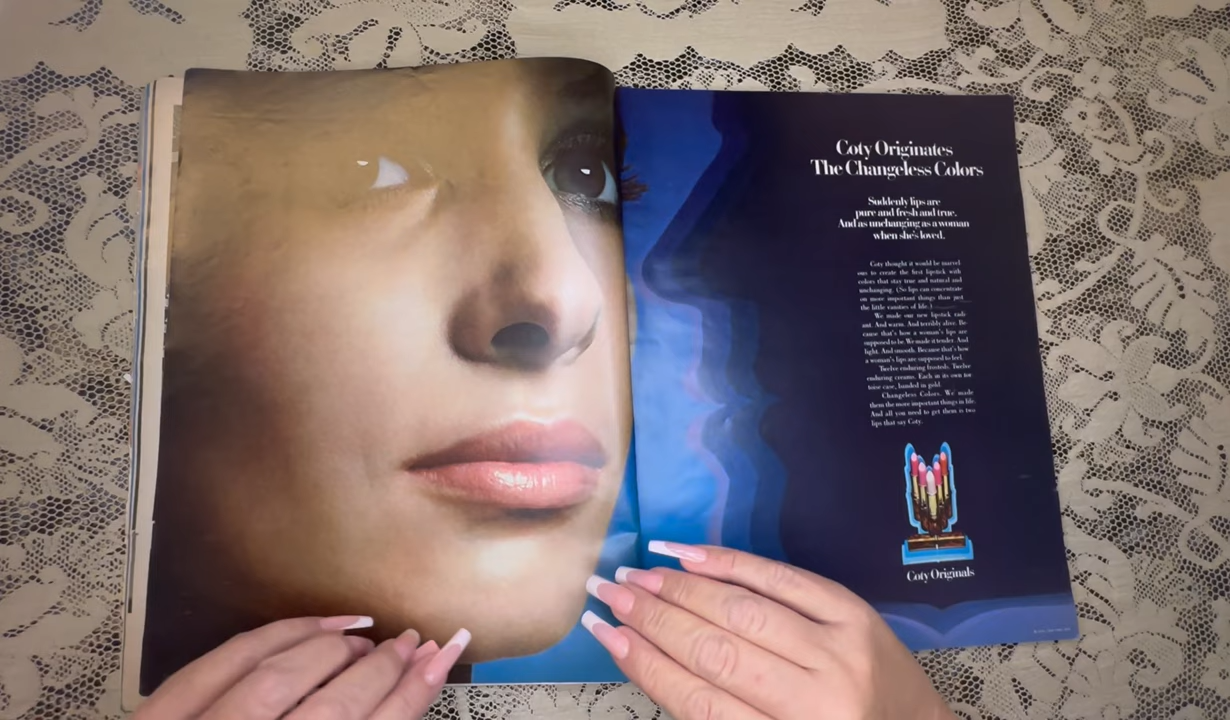 Coty Originates
The Changeless Colors
Suddenly lips are
pure and fresh and true.
And as unchanging as a woman
when she's loved.
Coty thought it would be marvel-
ous to create the first lipstick with
colors that stay true and natural and
unchanging. (So lips can concentrate
on more important things than just
the little vanities of life.)
We made our new lipstick radi-
ant. And warm. And terribly alive. Be-
cause that's how a woman's lips are
supposed to be. We made it tender. And
light. And smooth. Because that's how
a woman's lips are supposed to feel.
Twelve enduring frosteds. Twelve
enduring creams. Each in its own tor-
toise case, banded in gold.
Changeless Colors. We made
them the more important things in life.
And all you need to get them is two
lips that say Coty.
Coty Originals